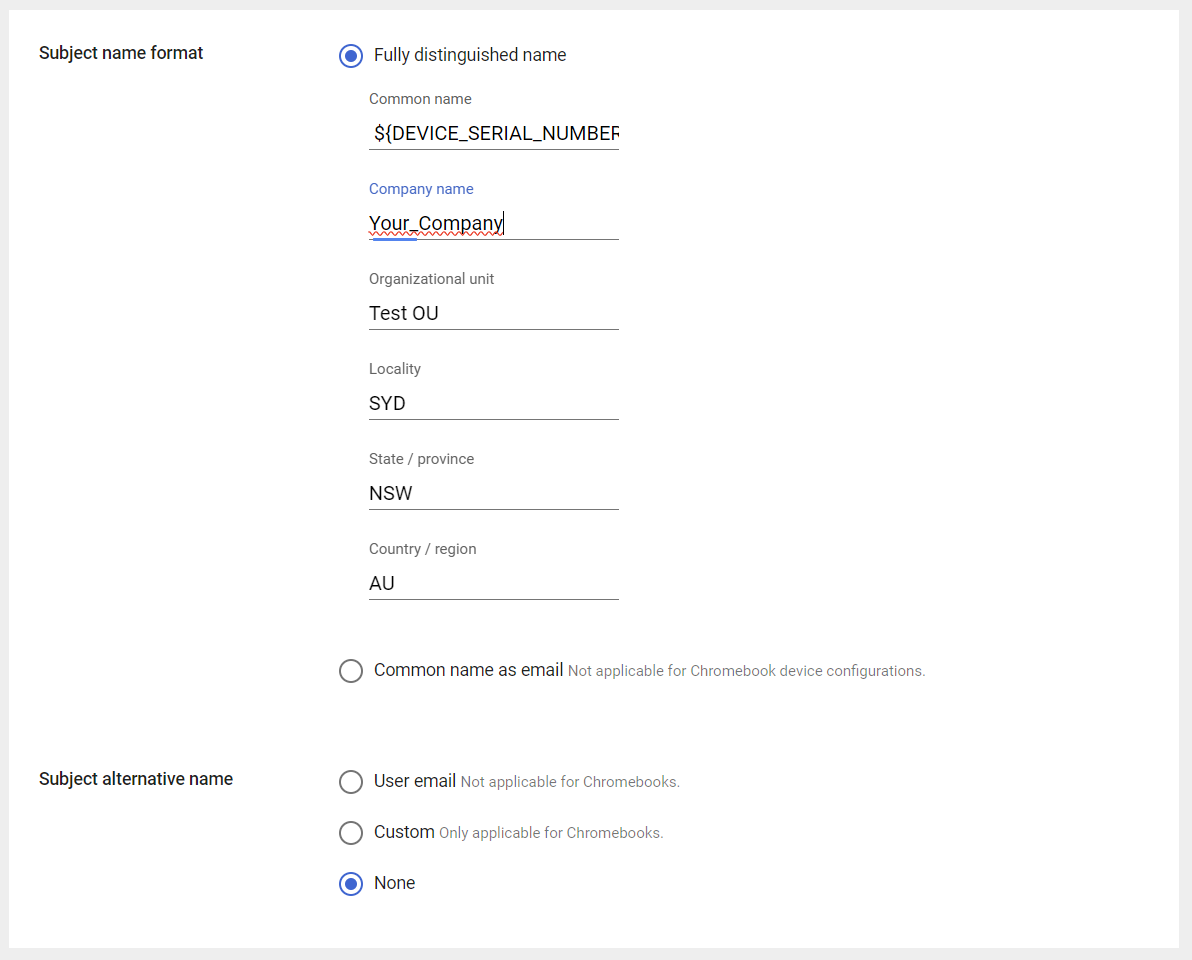 Subject name format
Fully distinguished name
Common name
${DEVICE_SERIAL_NUMBER
Company name
Your_Company
Organizational unit
Test OU
Locality
SYD
State / province
NSW
Country / region
AU
Common name as email Not applicable for Chromebook device configurations.
Subject alternative name
User email Not applicable for Chromebooks.
Custom Only applicable for Chromebooks.
None